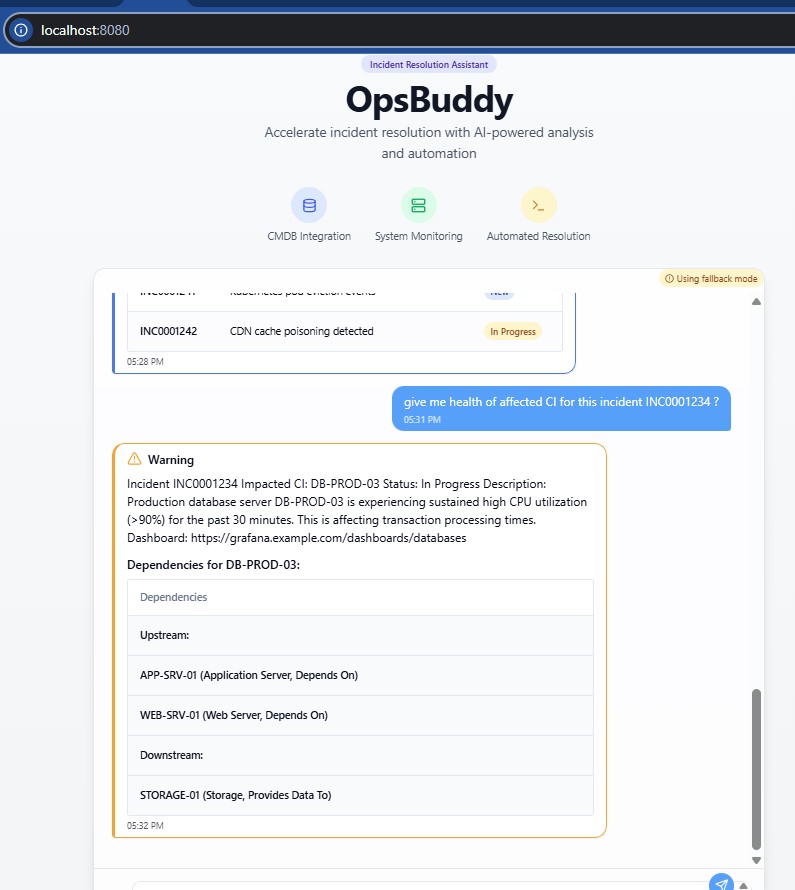 localhost:8080
Incident Resolution Assistant
OpsBuddy
Accelerate incident resolution with AI-powered analysis
and automation
CMDB Integration
System Monitoring
Automated Resolution
Using fallback mode
Kubernetes pod eviction events
New
INC0001242
CDN cache poisoning detected
In Progress
05:28 PM
give me health of affected CI for this incident INC0001234 ?
05:31 PM
Warning
Incident INC0001234 Impacted CI: DB-PROD-03 Status: In Progress Description:
Production database server DB-PROD-03 is experiencing sustained high CPU utilization
(>90%) for the past 30 minutes. This is affecting transaction processing times.
Dashboard: https://grafana.example.com/dashboards/databases
Dependencies for DB-PROD-03:
Dependencies
Upstream:
APP-SRV-01 (Application Server, Depends On)
WEB-SRV-01 (Web Server, Depends On)
Downstream:
STORAGE-01 (Storage, Provides Data To)
05:32 PM